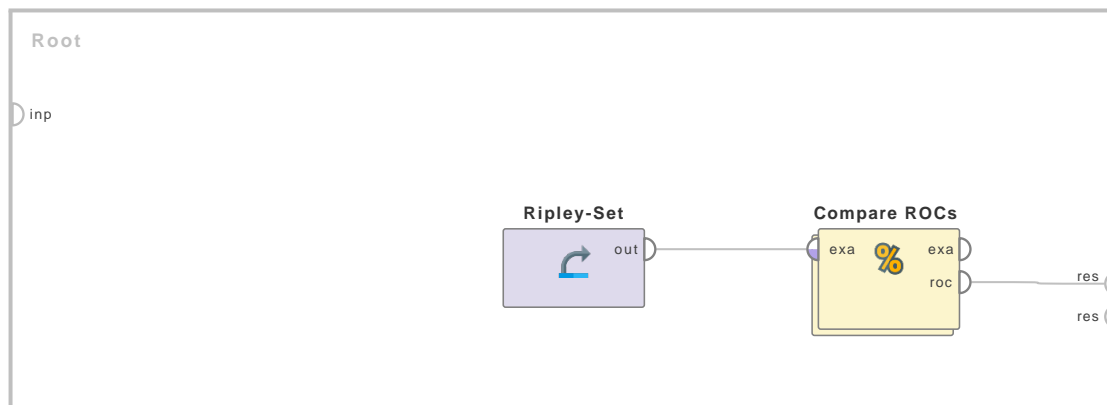 Root
inp
Ripley-Set
Compare ROCs
out
exa
exa
roc
res
res